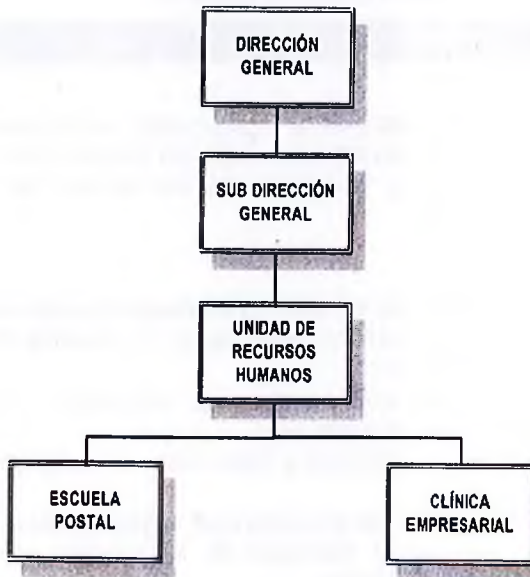 DIRECCIÓN
GENERAL
SUB DIRECCIÓN
GENERAL
UNIDAD DE
RECURSOS
HUMANOS
ESCUELA
POSTAL
CLÍNICA
EMPRESARIAL